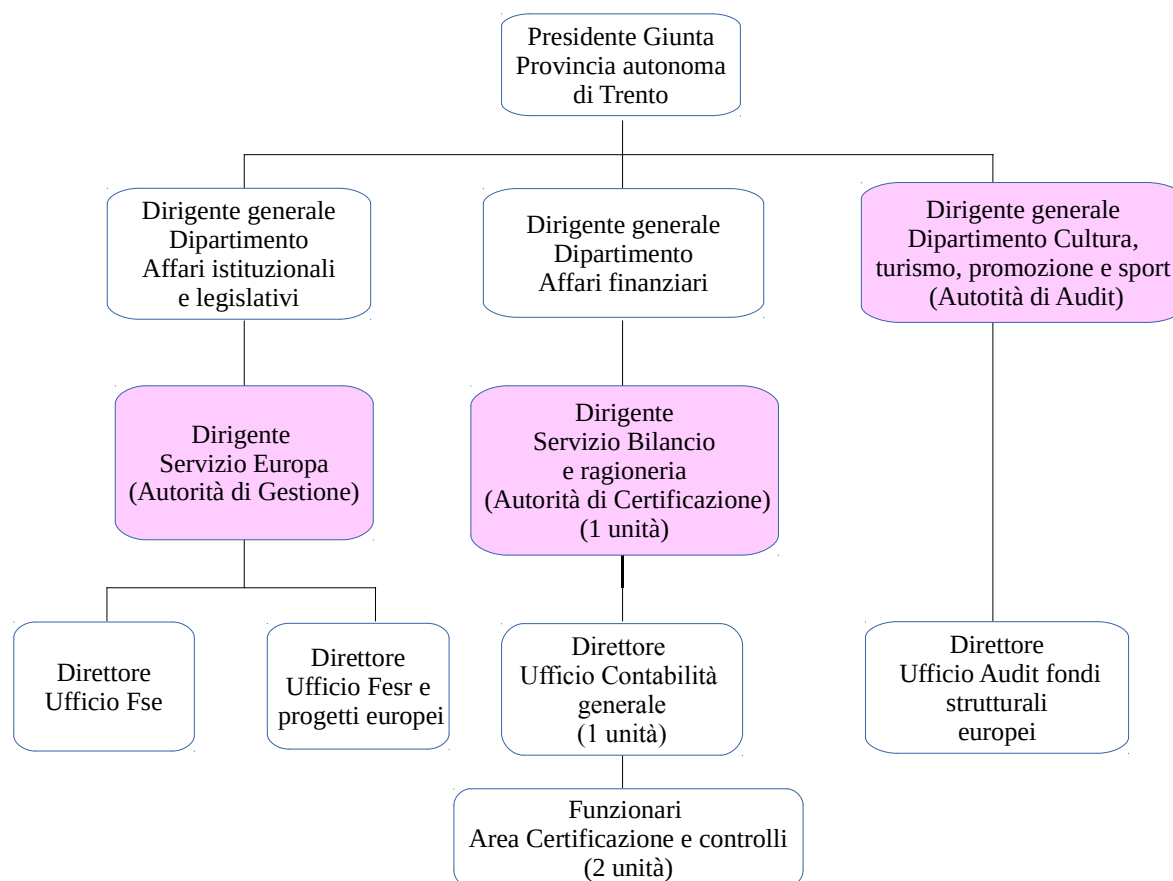 Presidente Giunta
Provincia autonoma
di Trento
Dirigente generale
Dipartimento
Affari istituzionali
e legislativi
Dirigente generale
Dipartimento
Affari finanziari
Dirigente generale
Dipartimento Cultura,
turismo, promozione e sport
(Autotità di Audit)
Dirigente
Servizio Europa
(Autorità di Gestione)
Dirigente
Servizio Bilancio
e ragioneria
(Autorità di Certificazione)
(1 unità)
Direttore
Ufficio Fse
Direttore
Ufficio Fesr e
progetti europei
Direttore
Ufficio Contabilità
generale
(1 unità)
Direttore
Ufficio Audit fondi
strutturali
europei
Funzionari
Area Certificazione e controlli
(2 unità)